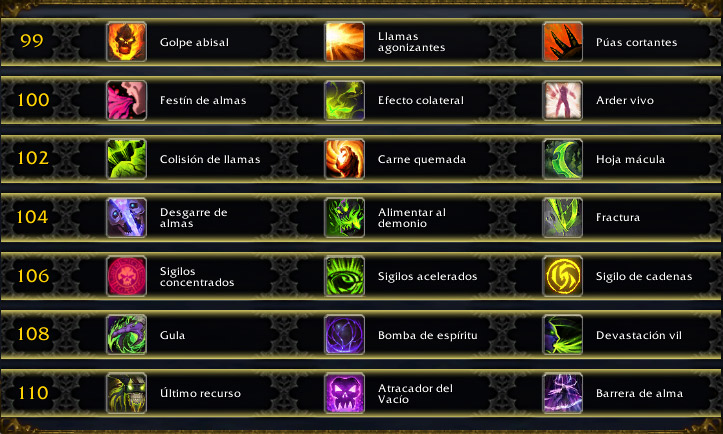 99
Golpe abisal
Llamas
agonizantes
Púas cortantes
100
Festín de almas
Efecto colateral
Arder vivo
102
Colisión de llamas
Carne quemada
Hoja mácula
104
Desgarre de
almas
Alimentar al
demonio
Fractura
106
Sigilos
concentrados
Sigilos acelerados
Sigilo de cadenas
108
Gula
Bomba de espíritu
Devastación vil
110
Último recurso
Atracador del
Vacío
Barrera de alma